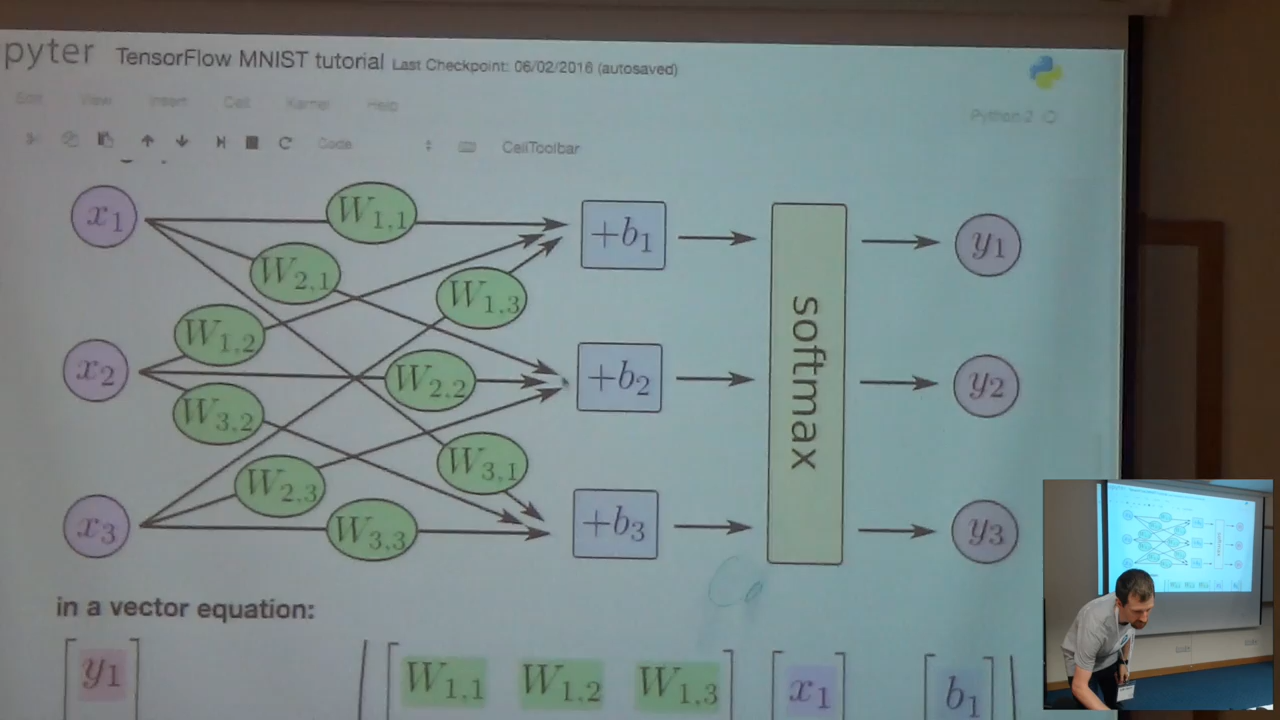 pyter TensorFlow MNIST tutorial Last Checkpoint: 06/02/2016 (autosaved)
Edit View Insert Cell Kernel Help
Python 2
Code CellToolbar
x1 W1,1 +b1 y1
W2,1 W1,3
W1,2
x2 W2,2 +b2 softmax y2
W3,2
W2,3 W3,1
x3 W3,3 +b3 y3
in a vector equation:
y1 W1,1 W1,2 W1,3 x1 b1